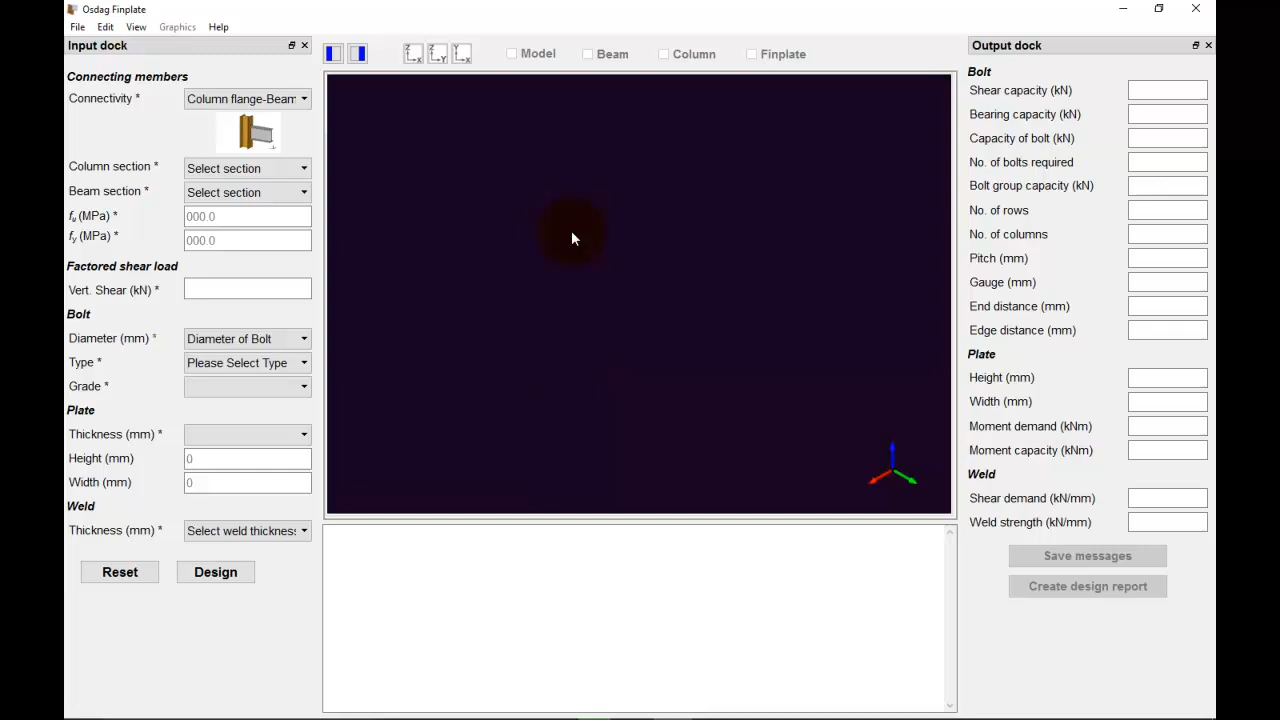 Osdag Finplate
File Edit View Graphics Help
Input dock
Connecting members
Connectivity * Column flange-Beam
Column section * Select section
Beam section * Select section
fu (MPa) * 000.0
fy (MPa) * 000.0
Factored shear load
Vert. Shear (kN) *
Bolt
Diameter (mm) * Diameter of Bolt
Type * Please Select Type
Grade *
Plate
Thickness (mm) *
Height (mm) 0
Width (mm) 0
Weld
Thickness (mm) * Select weld thickness
Reset Design
Z X Z Y Y X Model Beam Column Finplate
Output dock
Bolt
Shear capacity (kN)
Bearing capacity (kN)
Capacity of bolt (kN)
No. of bolts required
Bolt group capacity (kN)
No. of rows
No. of columns
Pitch (mm)
Gauge (mm)
End distance (mm)
Edge distance (mm)
Plate
Height (mm)
Width (mm)
Moment demand (kNm)
Moment capacity (kNm)
Weld
Shear demand (kN/mm)
Weld strength (kN/mm)
Save messages
Create design report